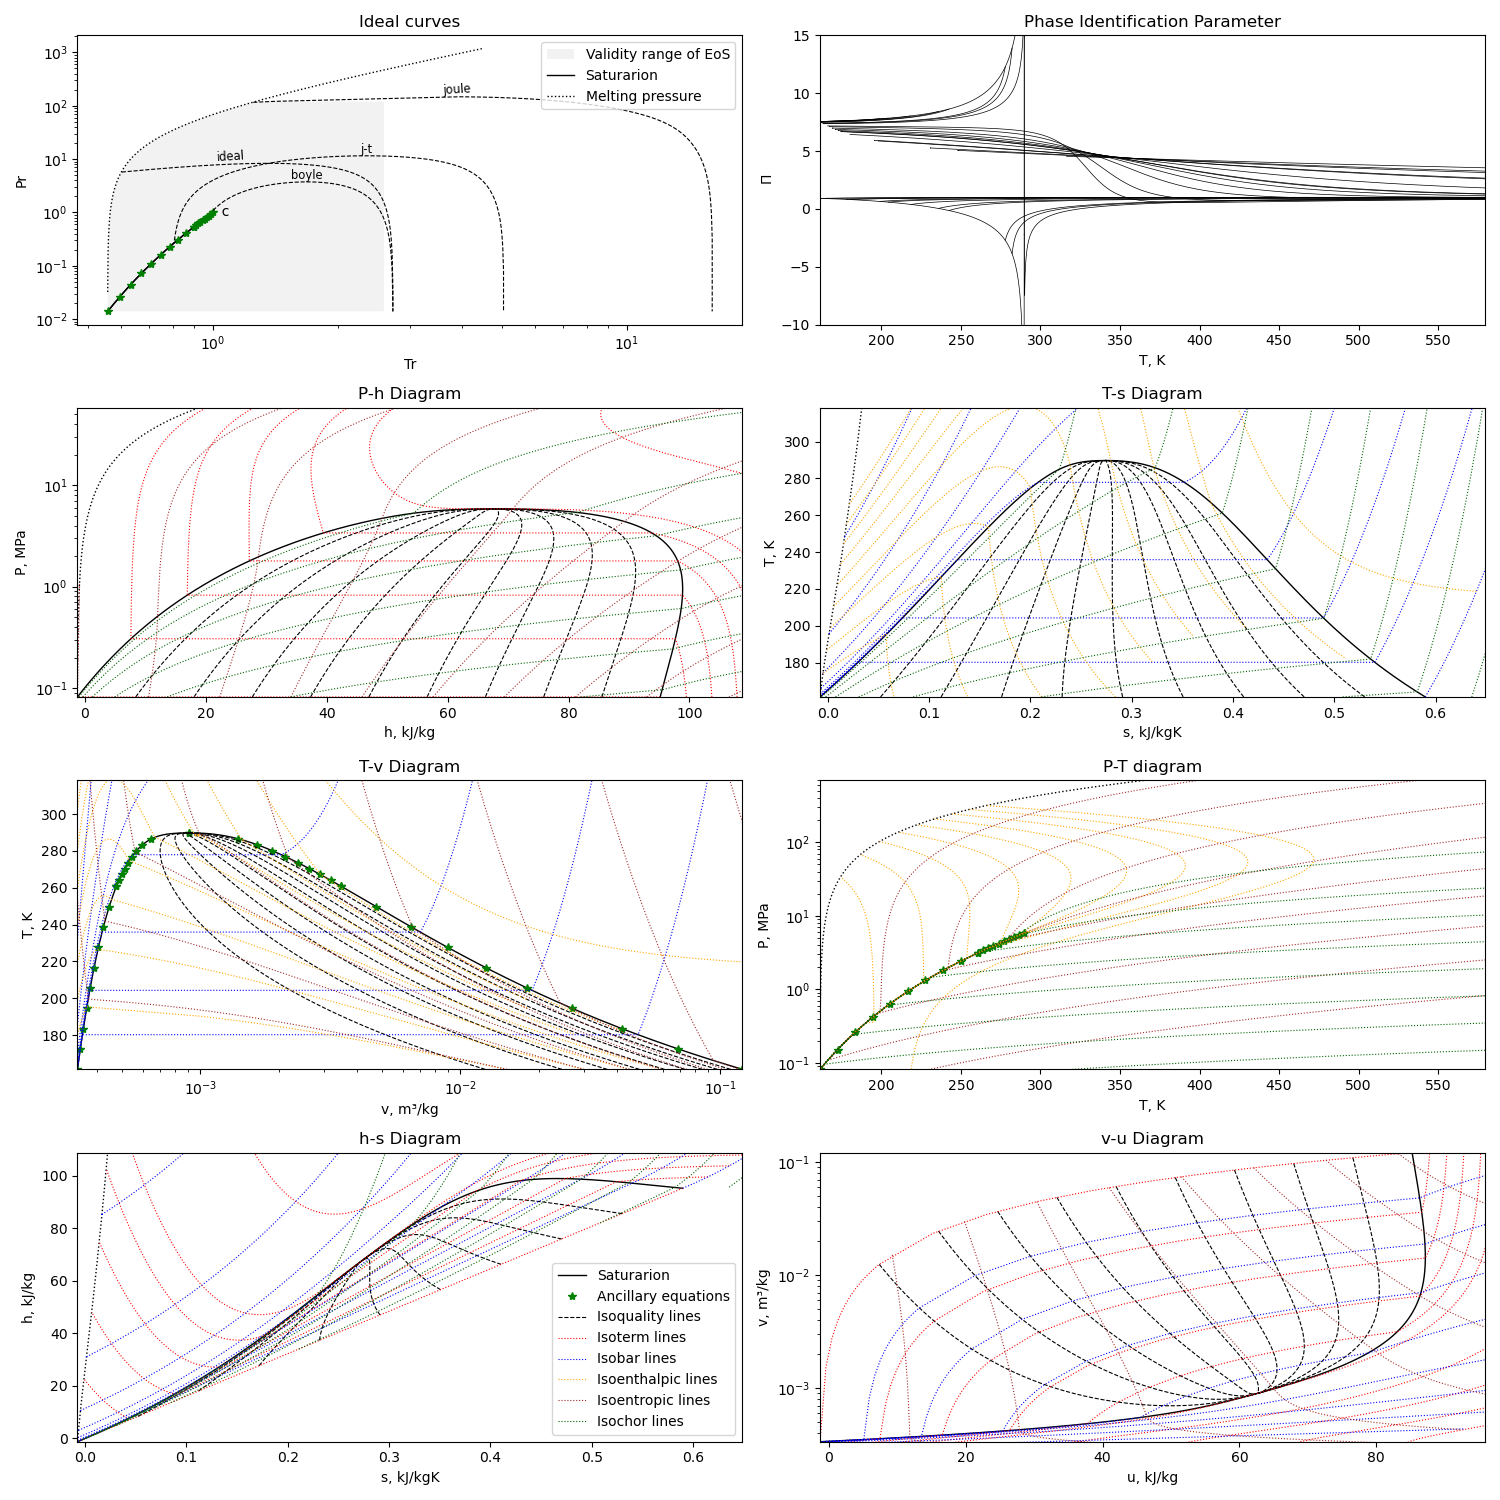 Ideal curves
Pr
10³
10²
10¹
10⁰
10⁻¹
10⁻²
10⁰
10¹
Tr
joule
ideal
j-t
boyle
c
Validity range of EoS
Saturarion
Melting pressure
Phase Identification Parameter
Π
15
10
5
0
−5
−10
200 250 300 350 400 450 500 550
T, K
P-h Diagram
P, MPa
10¹
10⁰
10⁻¹
0 20 40 60 80 100
h, kJ/kg
T-s Diagram
T, K
300
280
260
240
220
200
180
0.0 0.1 0.2 0.3 0.4 0.5 0.6
s, kJ/kgK
T-v Diagram
T, K
300
280
260
240
220
200
180
10⁻³ 10⁻² 10⁻¹
v, m³/kg
P-T diagram
P, MPa
10²
10¹
10⁰
10⁻¹
200 250 300 350 400 450 500 550
T, K
h-s Diagram
h, kJ/kg
100
80
60
40
20
0
0.0 0.1 0.2 0.3 0.4 0.5 0.6
s, kJ/kgK
Saturarion
Ancillary equations
Isoquality lines
Isoterm lines
Isobar lines
Isoenthalpic lines
Isoentropic lines
Isochor lines
v-u Diagram
v, m³/kg
10⁻¹
10⁻²
10⁻³
0 20 40 60 80
u, kJ/kg